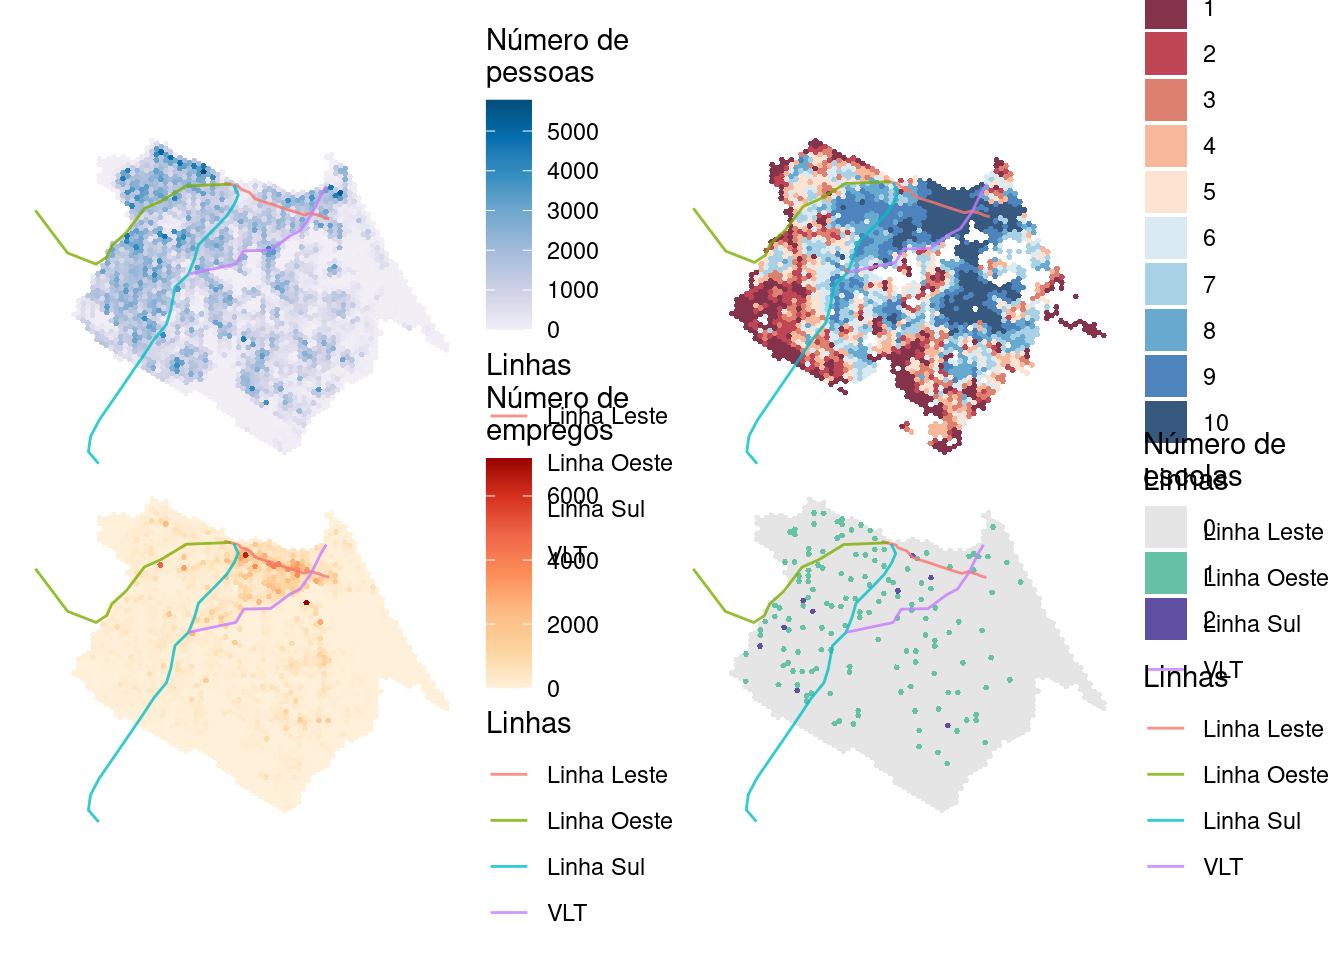 Número de
pessoas
5000
4000
3000
2000
1000
0
Linhas
Linha Leste
Linha Oeste
Linha Sul
VLT
1
2
3
4
5
6
7
8
9
10
Linhas
Linha Leste
Linha Oeste
Linha Sul
VLT
Número de
empregos
6000
4000
2000
0
Linhas
Linha Leste
Linha Oeste
Linha Sul
VLT
Número de
escolas
0
1
2
Linhas
Linha Leste
Linha Oeste
Linha Sul
VLT